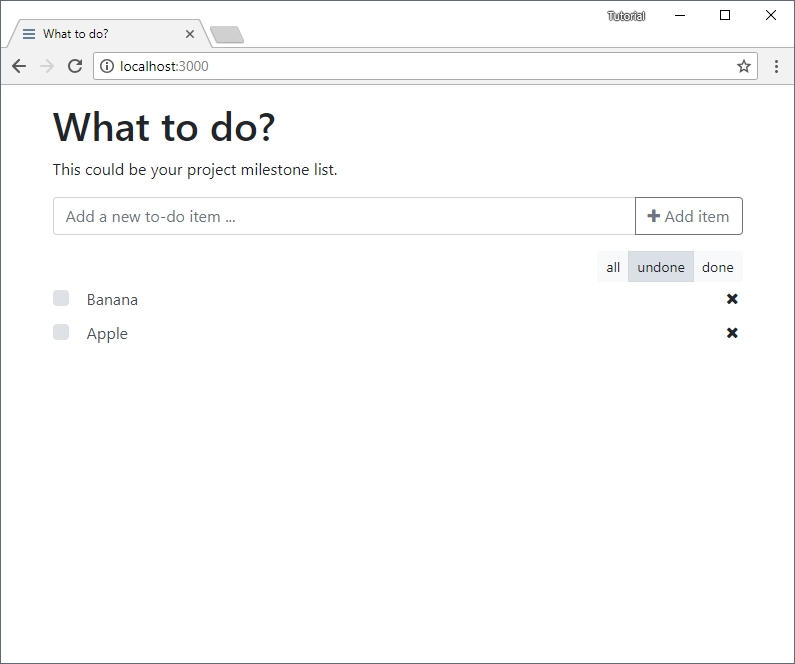 Tutorial
What to do?
localhost:3000
What to do?
This could be your project milestone list.
Add a new to-do item ...
Add item
all undone done
Banana
Apple